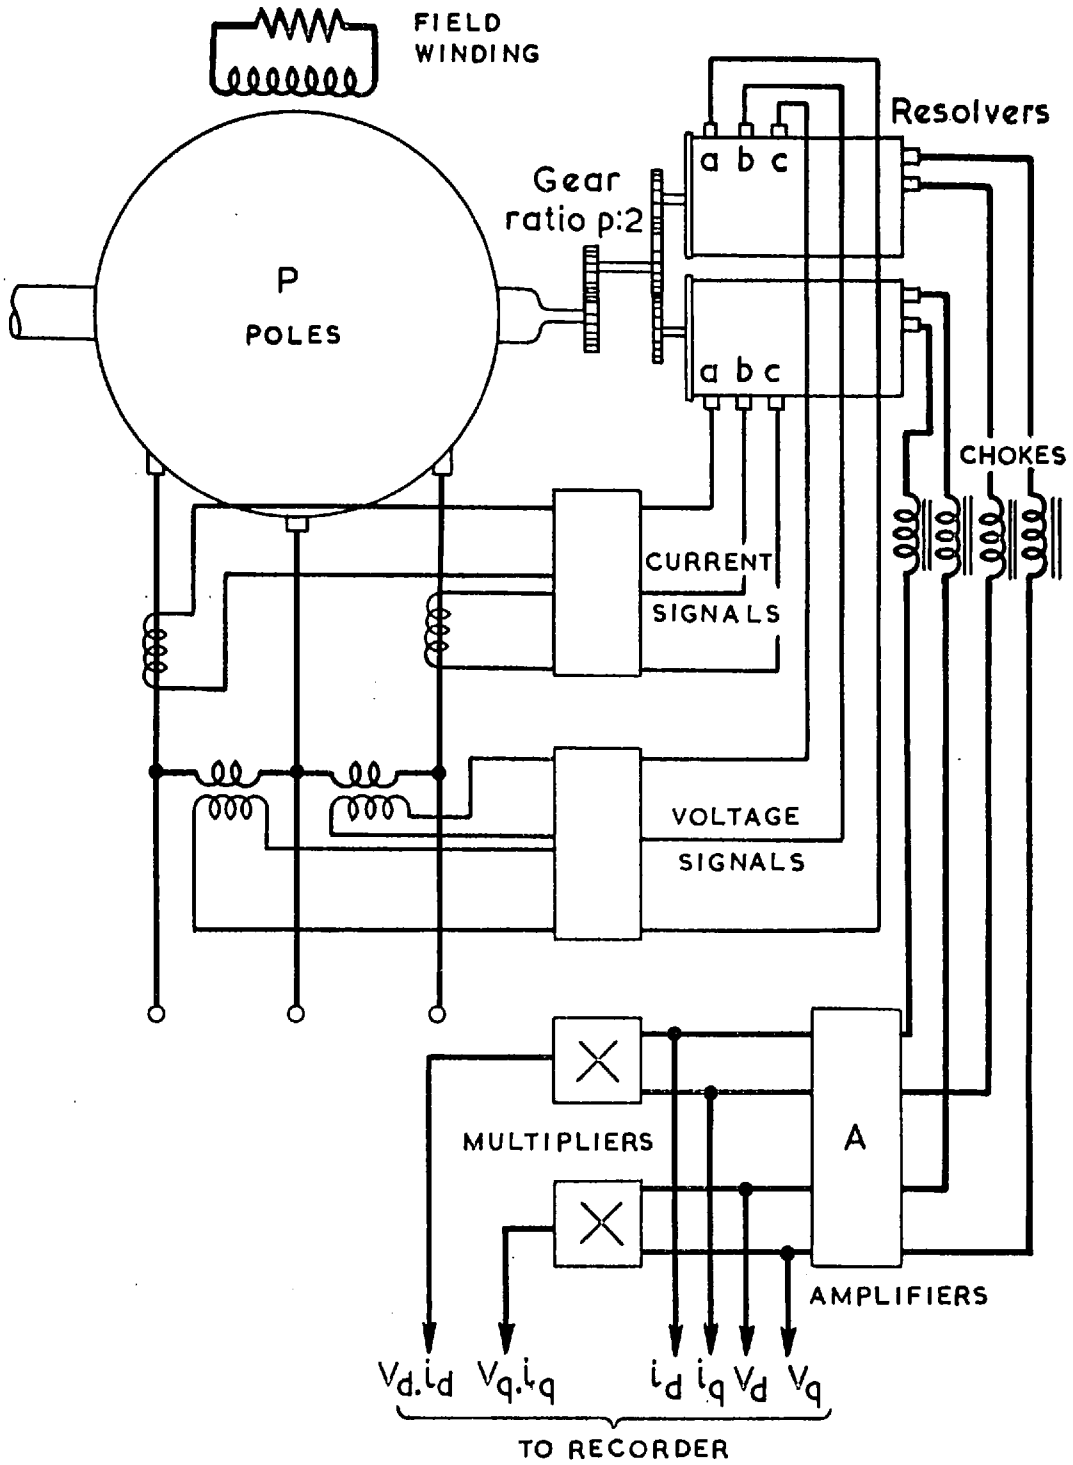 FIELD
WINDING
Resolvers
a b c
Gear
ratio p:2
P
POLES
a b c
CHOKES
CURRENT
SIGNALS
VOLTAGE
SIGNALS
A
MULTIPLIERS
AMPLIFIERS
Vd.id Vq.iq id iq Vd Vq
TO RECORDER